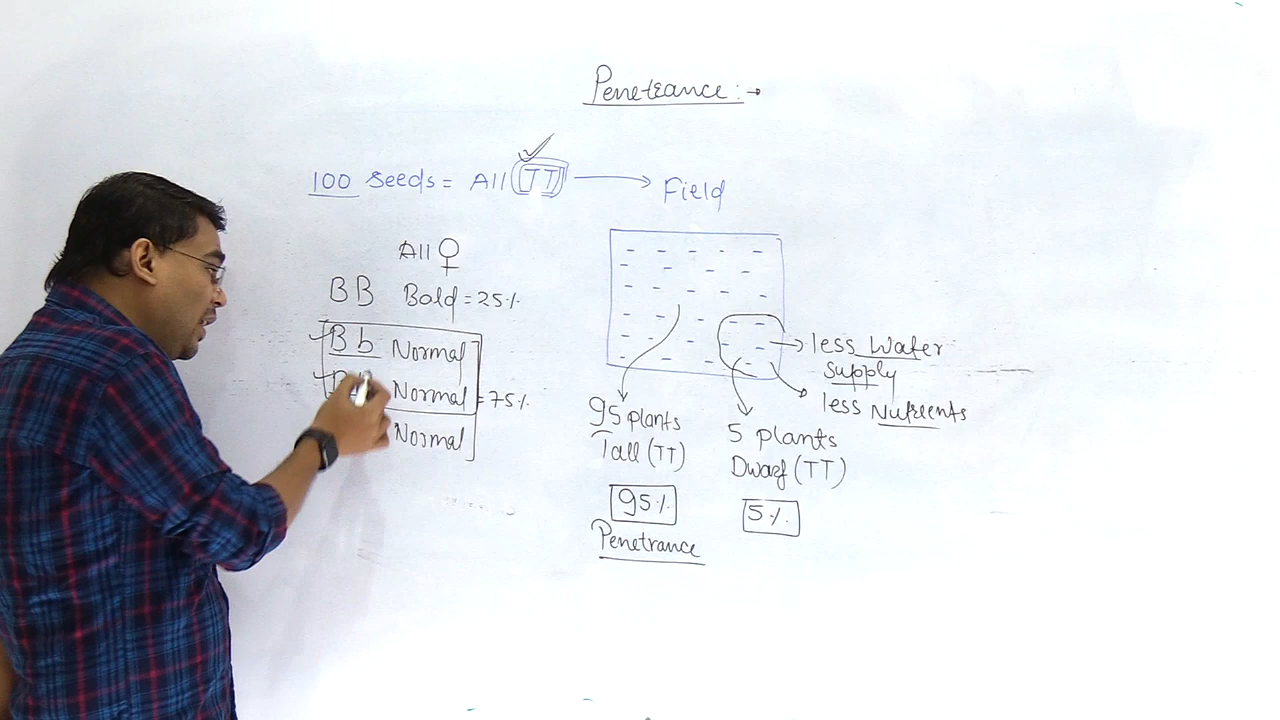 Penetrance :→
100 Seeds = All TT → Field
All ♀
BB Bald = 25%
Bb Normal
Normal = 75%
Normal
less Water
supply
less Nutrients
95 plants
Tall (TT)
95%
Penetrance
5 plants
Dwarf (TT)
5%